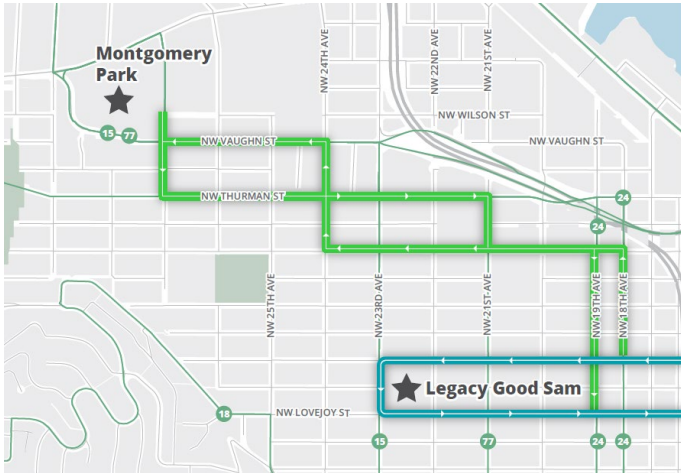 Montgomery
Park
NW 24TH AVE
NW 22ND AVE
NW 21ST AVE
NW WILSON ST
15
77
NW VAUGHN ST
NW VAUGHN ST
NW THURMAN ST
24
24
NW 25TH AVE
NW 23RD AVE
NW 21ST AVE
NW 19TH AVE
NW 18TH AVE
Legacy Good Sam
18
NW LOVEJOY ST
15
77
24
24